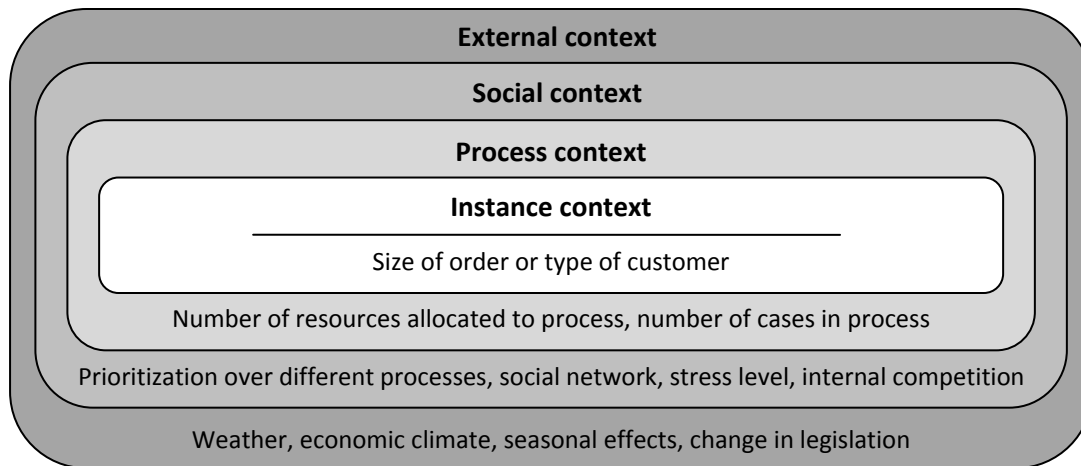 External context
Social context
Process context
Instance context
Size of order or type of customer
Number of resources allocated to process, number of cases in process
Prioritization over different processes, social network, stress level, internal competition
Weather, economic climate, seasonal effects, change in legislation